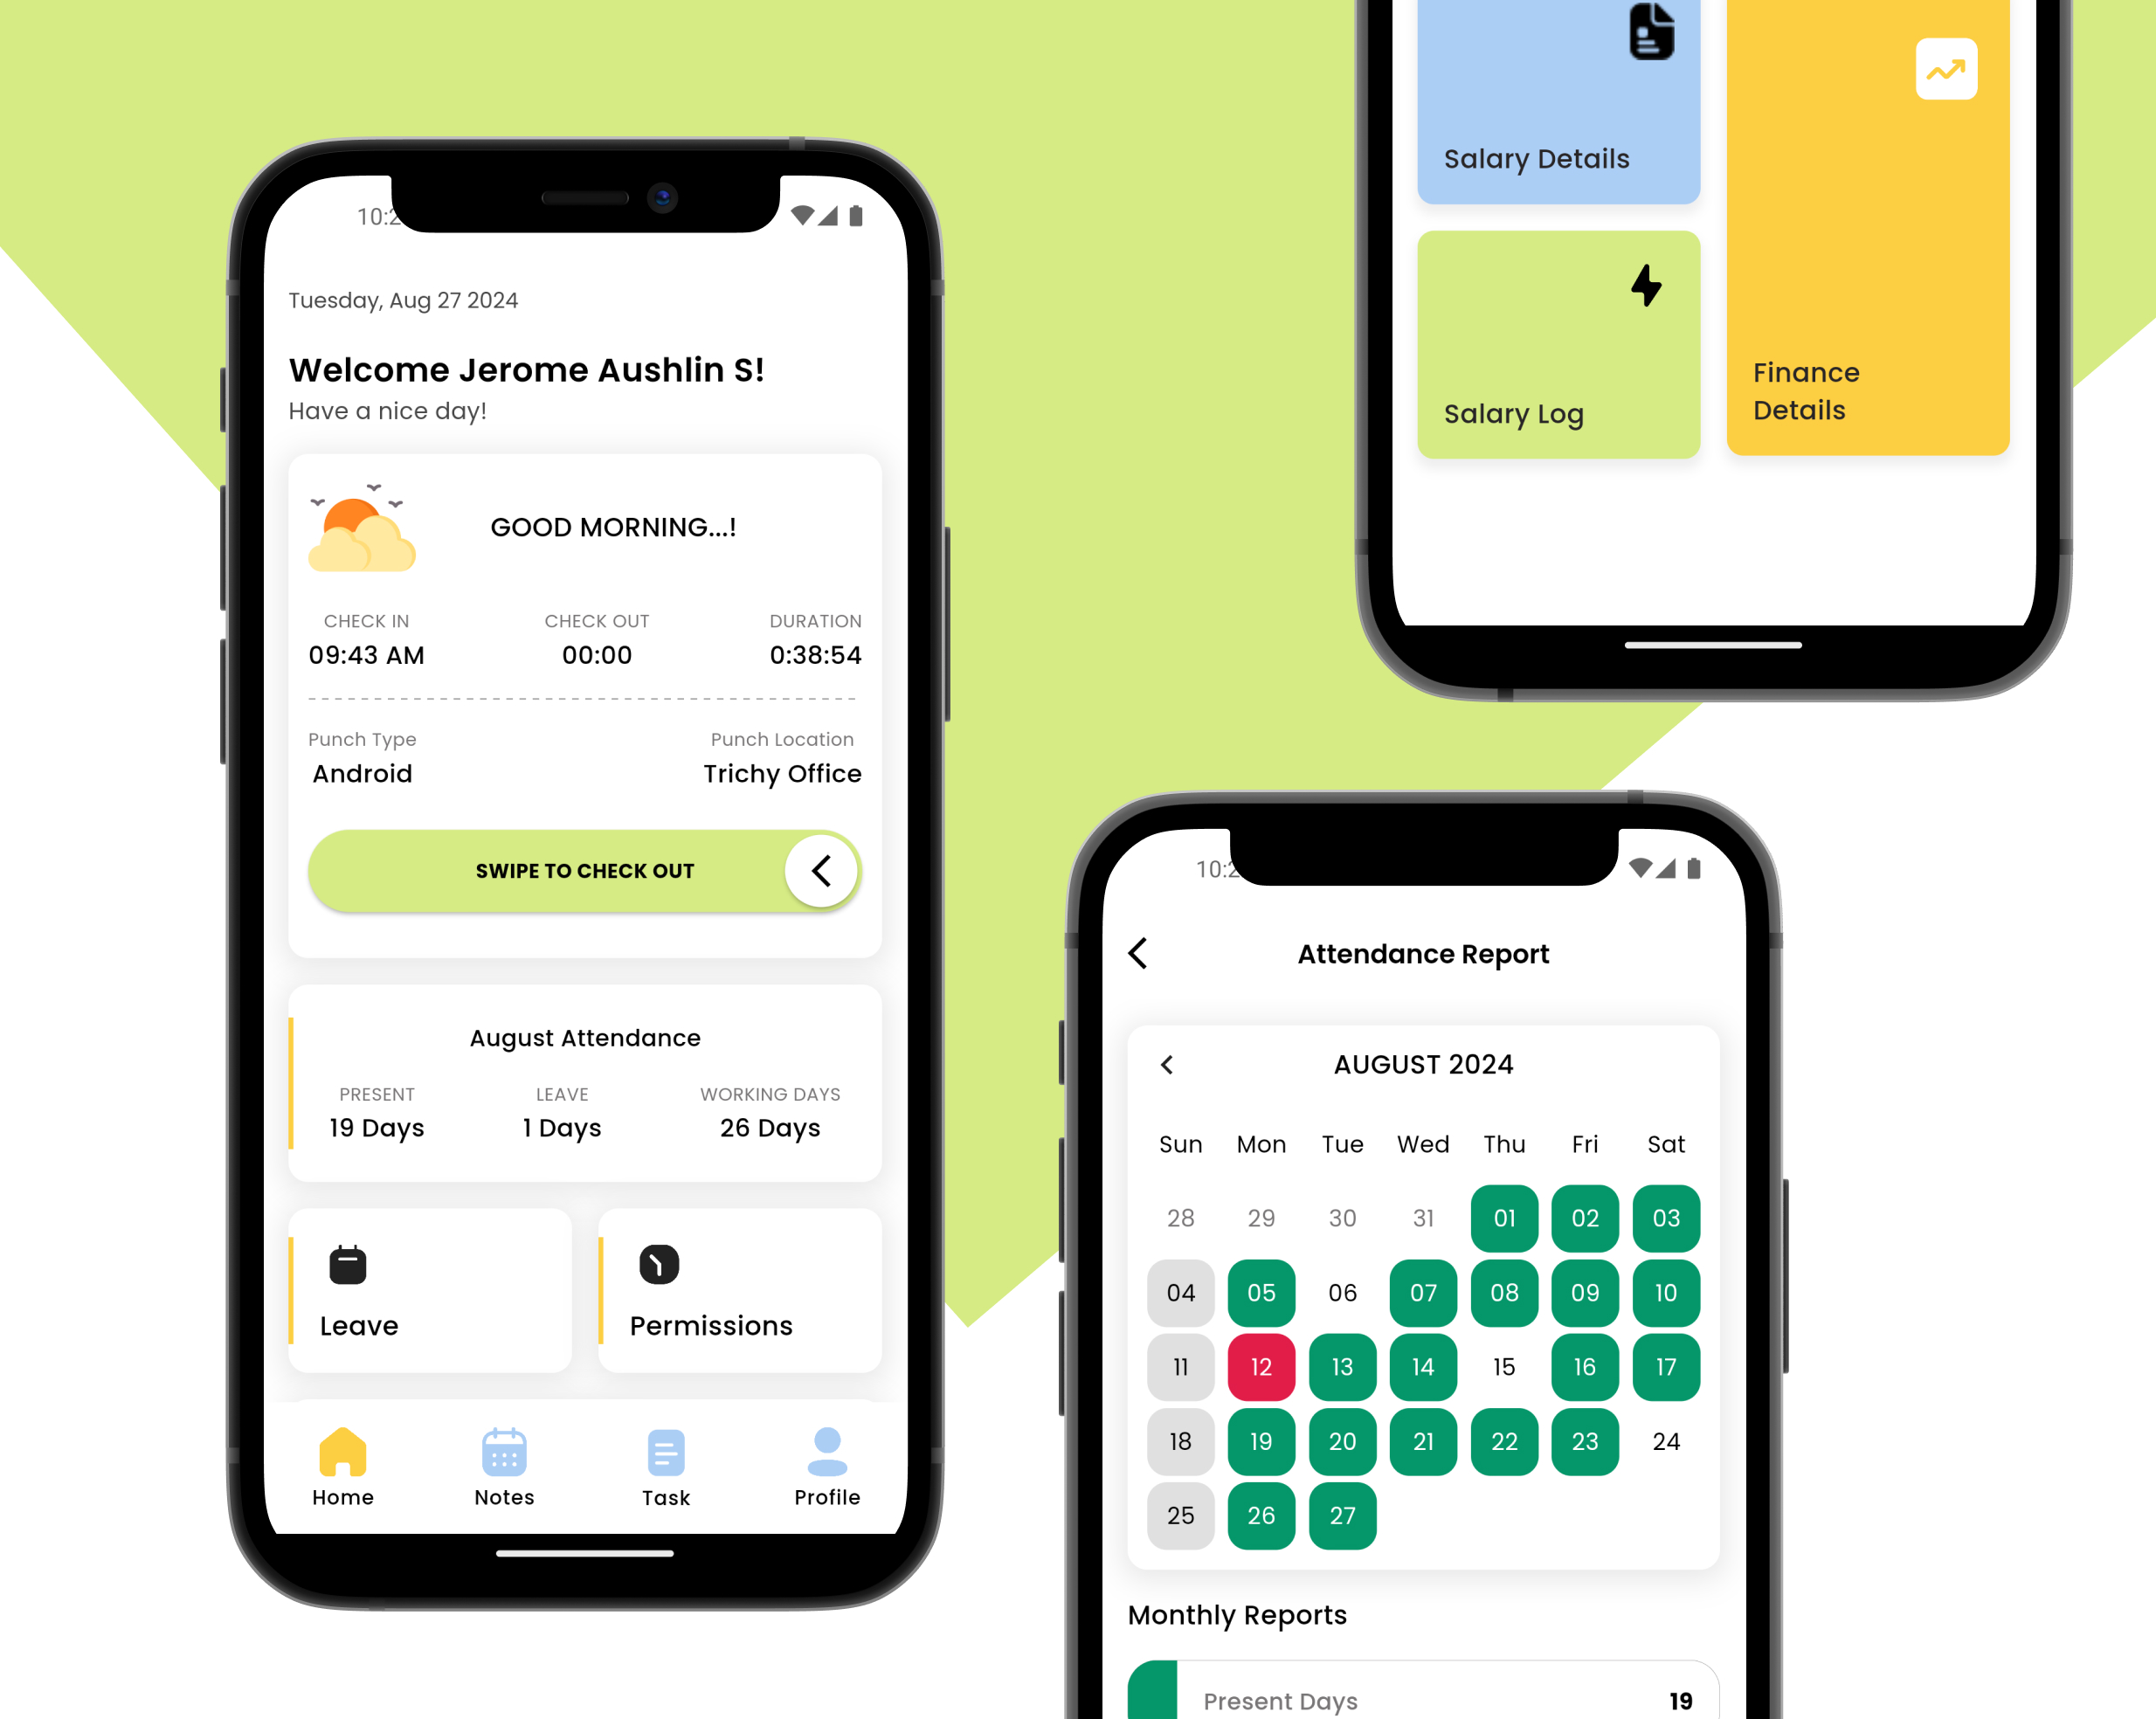 10:2
Tuesday, Aug 27 2024
Welcome Jerome Aushlin S!
Have a nice day!
GOOD MORNING...!
CHECK IN CHECK OUT DURATION
09:43 AM 00:00 0:38:54
Punch Type Punch Location
Android Trichy Office
SWIPE TO CHECK OUT
August Attendance
PRESENT LEAVE WORKING DAYS
19 Days 1 Days 26 Days
Leave Permissions
Home Notes Task Profile
Salary Details
Salary Log
Finance
Details
10:2
Attendance Report
AUGUST 2024
Sun Mon Tue Wed Thu Fri Sat
28 29 30 31 01 02 03
04 05 06 07 08 09 10
11 12 13 14 15 16 17
18 19 20 21 22 23 24
25 26 27
Monthly Reports
Present Days 19